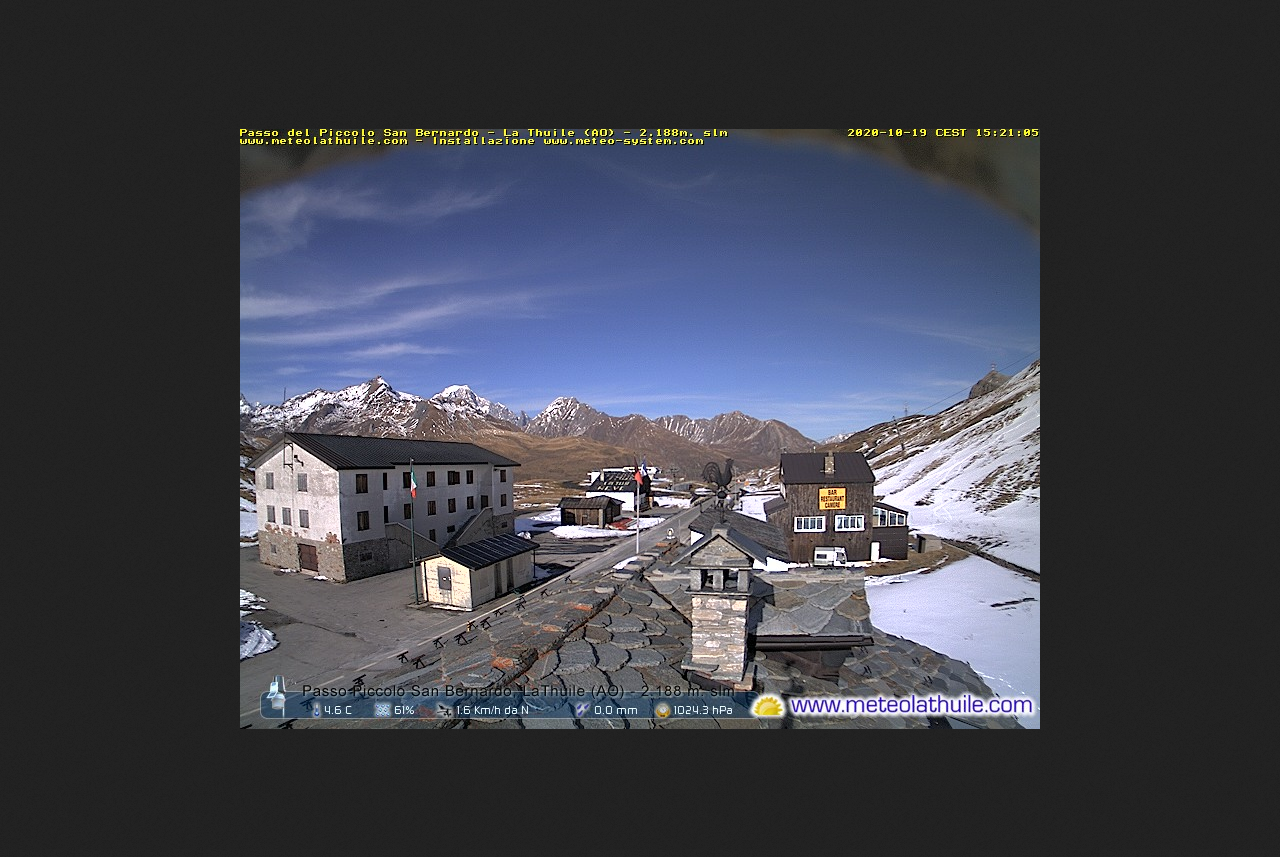 Passo del Piccolo San Bernardo - La Thuile (AO) - 2.188m. slm
2020-10-19 CEST 15:21:05
www.meteolathuile.com - Installazione www.meteo-system.com
BAR
RESTAURANT
CAMERE
Passo Piccolo San Bernardo, LaThuile (AO) - 2.188 m. slm
4.6 C 61% 1.6 Km/h da N 0.0 mm 1024.3 hPa
www.meteolathuile.com